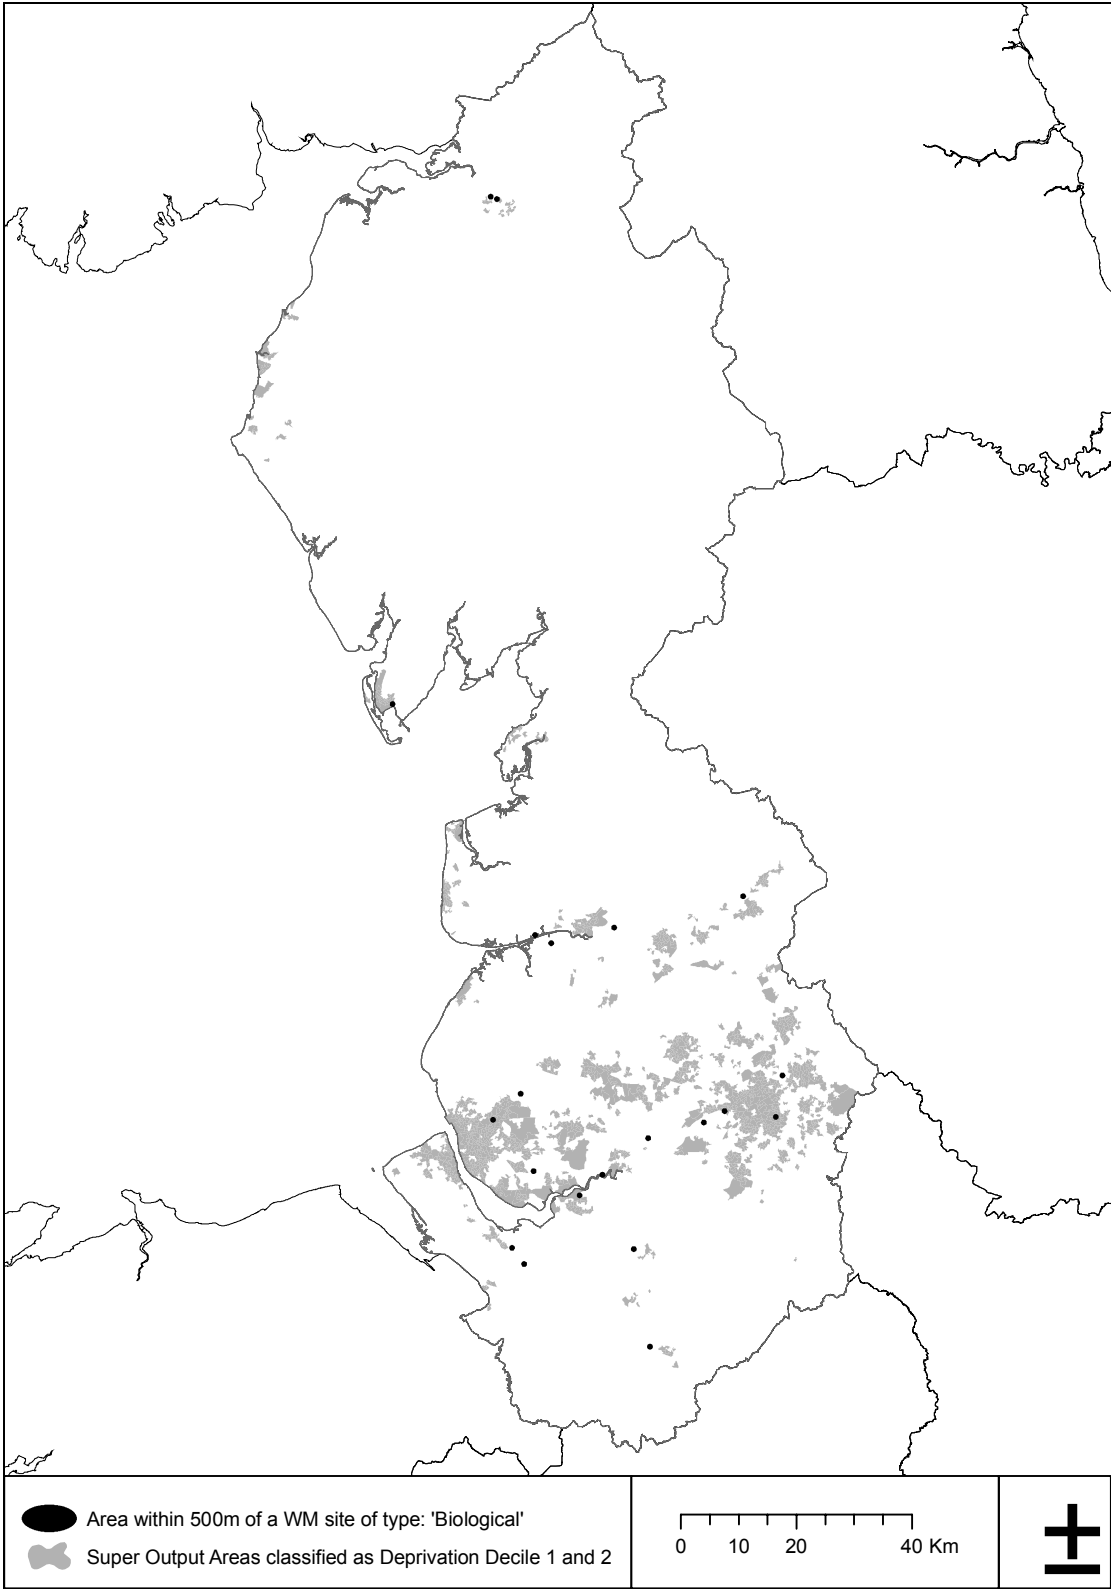 Area within 500m of a WM site of type: 'Biological'
Super Output Areas classified as Deprivation Decile 1 and 2
0 10 20 40 Km